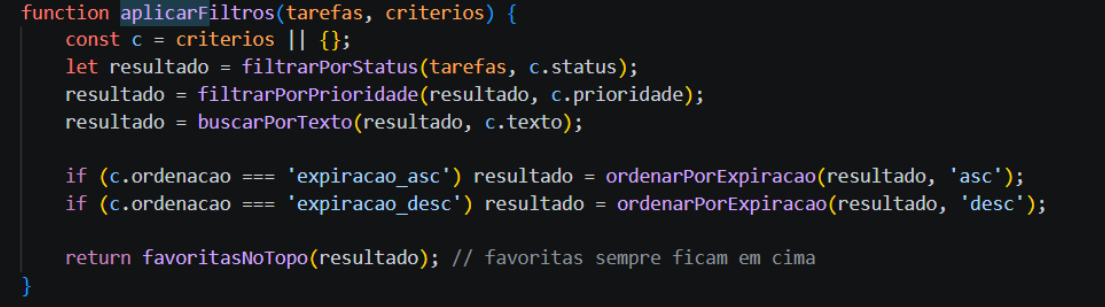 function aplicarFiltros(tarefas, criterios) {
const c = criterios || {};
let resultado = filtrarPorStatus(tarefas, c.status);
resultado = filtrarPorPrioridade(resultado, c.prioridade);
resultado = buscarPorTexto(resultado, c.texto);
if (c.ordenacao === 'expiracao_asc') resultado = ordenarPorExpiracao(resultado, 'asc');
if (c.ordenacao === 'expiracao_desc') resultado = ordenarPorExpiracao(resultado, 'desc');
return favoritasNoTopo(resultado); // favoritas sempre ficam em cima
}